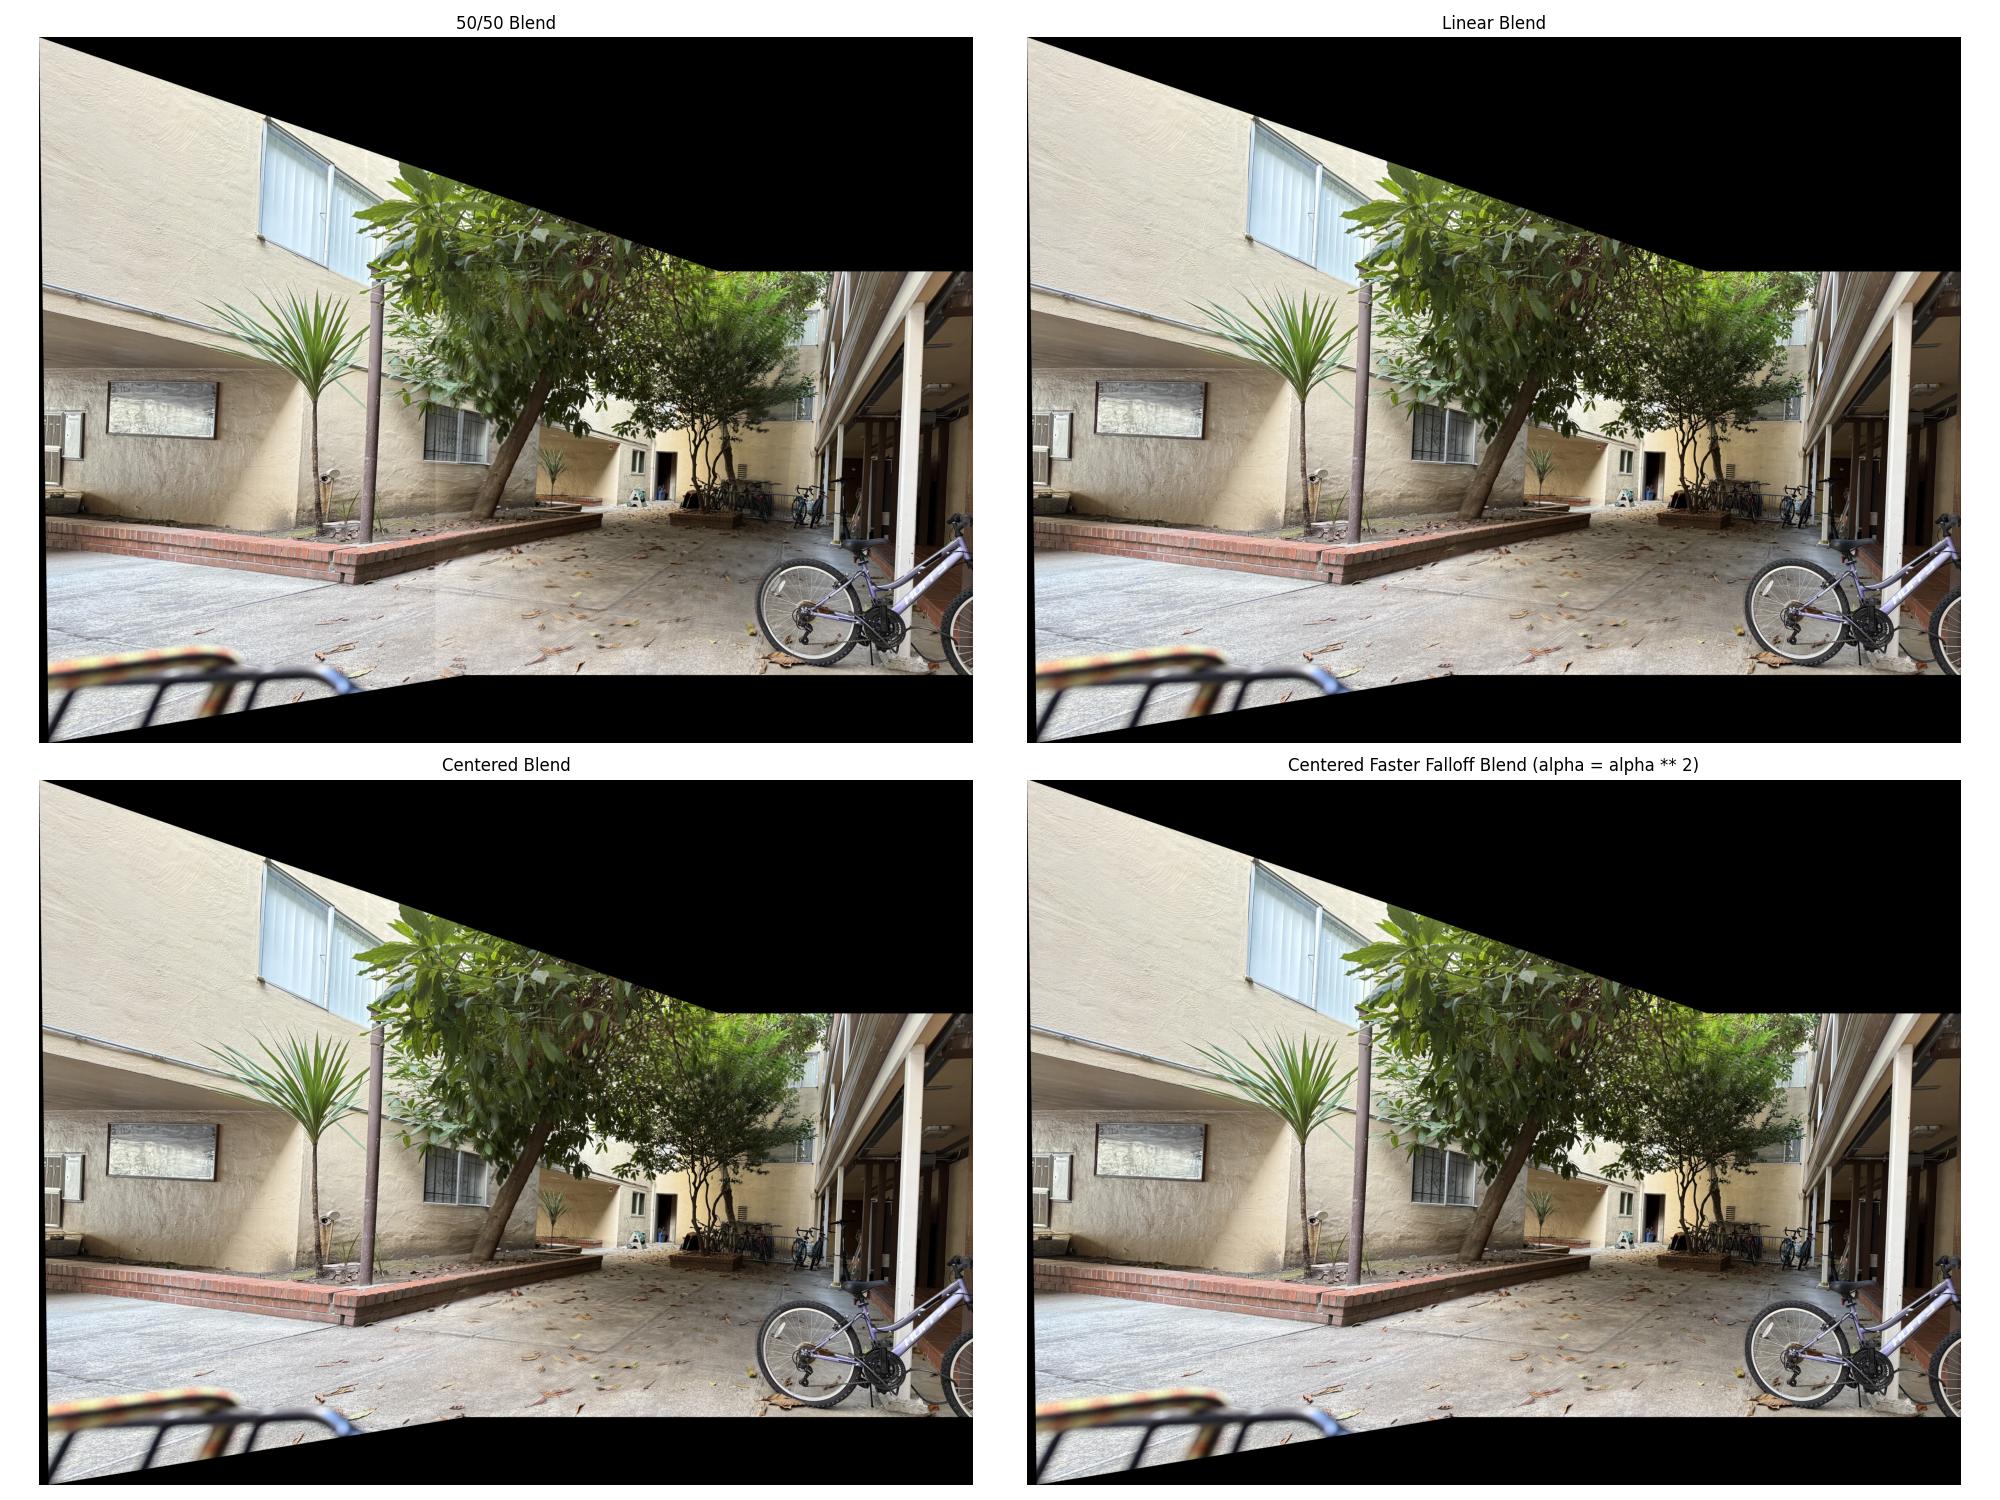 50/50 Blend
Linear Blend
Centered Blend
Centered Faster Falloff Blend (alpha = alpha ** 2)